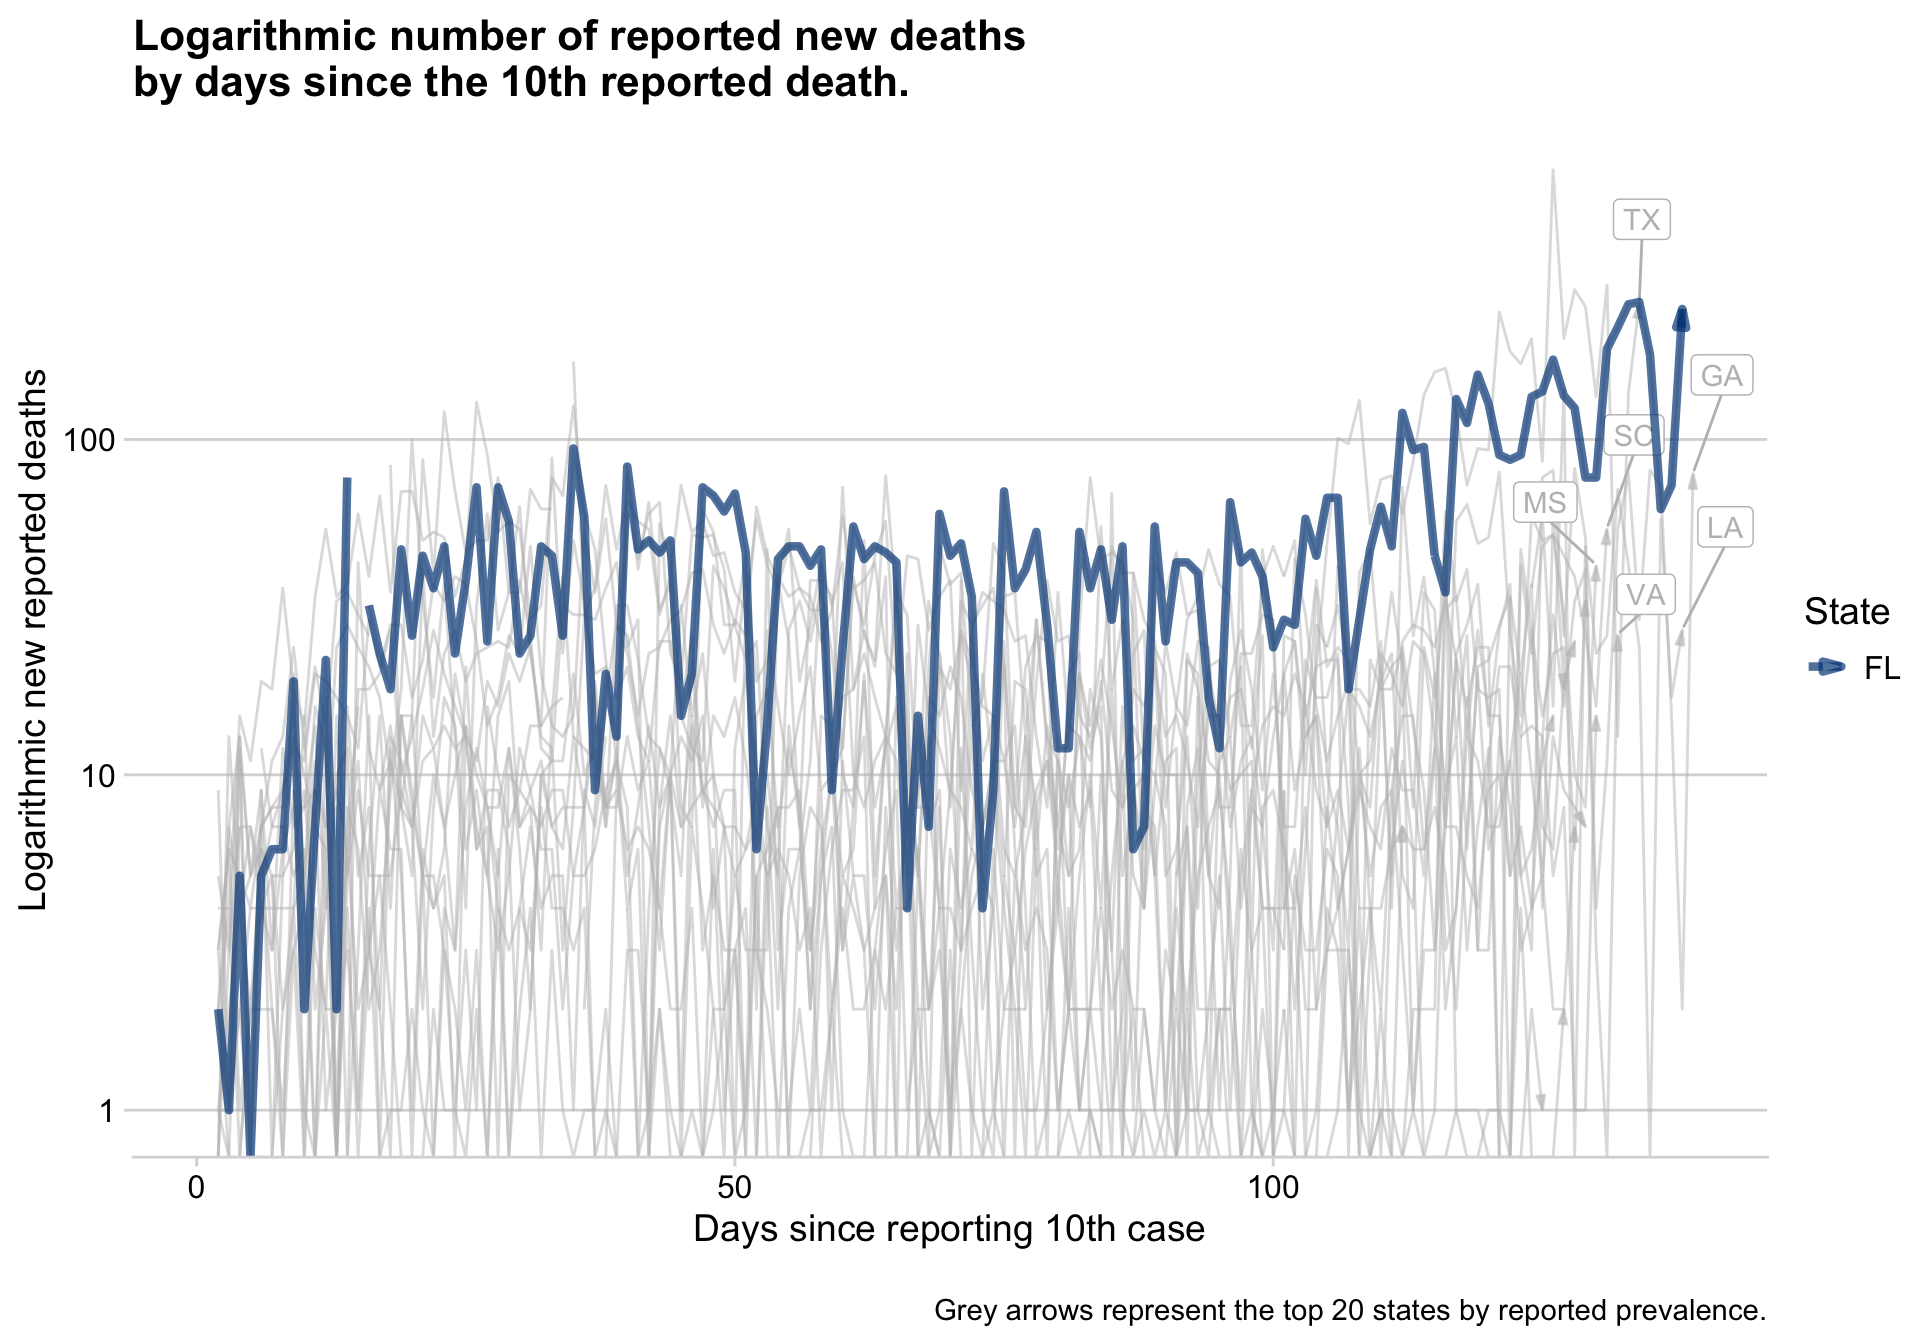 Logarithmic number of reported new deaths
by days since the 10th reported death.
Logarithmic new reported deaths
100
10
1
TX
GA
SC
MS
LA
VA
State
FL
0
50
100
Days since reporting 10th case
Grey arrows represent the top 20 states by reported prevalence.